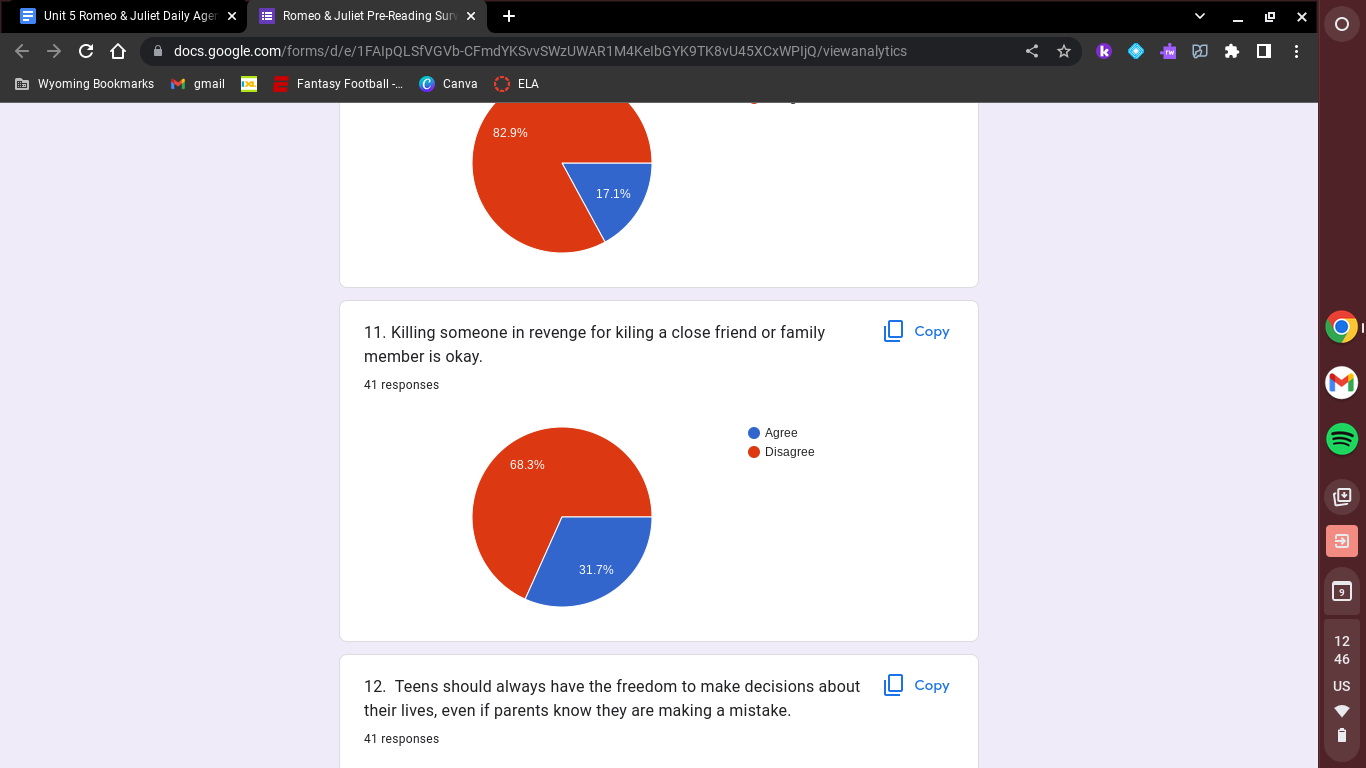 Unit 5 Romeo & Juliet Daily Ager
Romeo & Juliet Pre-Reading Surv
docs.google.com/forms/d/e/1FAIpQLSfVGVb-CFmdYKSvvSWzUWAR1M4KeIbGYK9TK8vU45XCxWPIjQ/viewanalytics
Wyoming Bookmarks
gmail
Fantasy Football -...
Canva
ELA
82.9%
17.1%
11. Killing someone in revenge for kiling a close friend or family
member is okay.
Copy
41 responses
Agree
Disagree
68.3%
31.7%
12. Teens should always have the freedom to make decisions about
their lives, even if parents know they are making a mistake.
Copy
41 responses
9
12
46
US